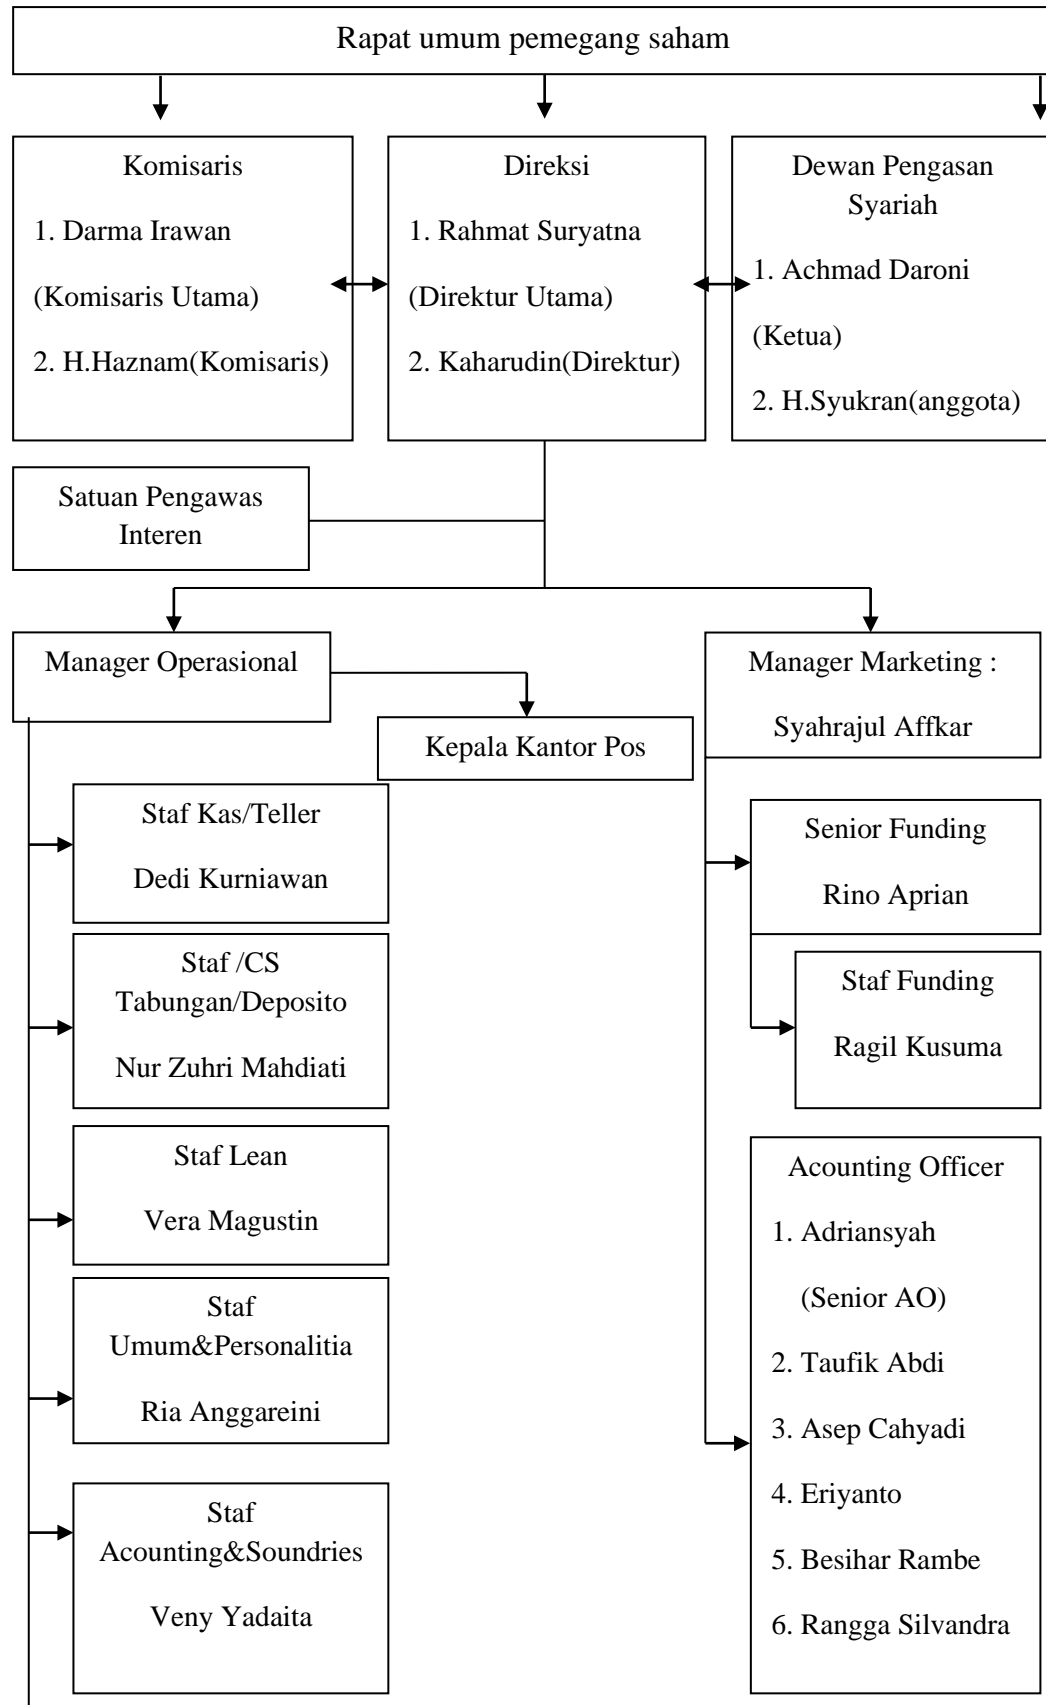 Rapat umum pemegang saham
Komisaris
1. Darma Irawan
(Komisaris Utama)
2. H.Haznam(Komisaris)
Direksi
1. Rahmat Suryatna
(Direktur Utama)
2. Kaharudin(Direktur)
Dewan Pengasan
Syariah
1. Achmad Daroni
(Ketua)
2. H.Syukran(anggota)
Satuan Pengawas
Interen
Manager Operasional
Kepala Kantor Pos
Manager Marketing :
Syahrajul Affkar
Staf Kas/Teller
Dedi Kurniawan
Staf /CS
Tabungan/Deposito
Nur Zuhri Mahdiati
Staf Lean
Vera Magustin
Staf
Umum&Personalitia
Ria Anggareini
Staf
Acounting&Soundries
Veny Yadaita
Senior Funding
Rino Aprian
Staf Funding
Ragil Kusuma
Acounting Officer
1. Adriansyah
(Senior AO)
2. Taufik Abdi
3. Asep Cahyadi
4. Eriyanto
5. Besihar Rambe
6. Rangga Silvandra